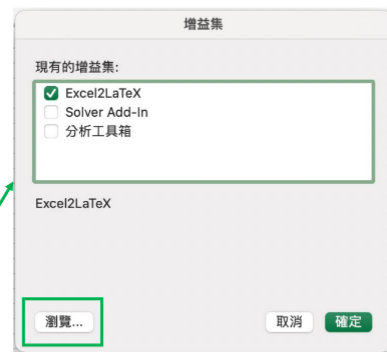 增益集
現有的增益集:
Excel2LaTeX
Solver Add-In
分析工具箱
Excel2LaTeX
瀏覽... 取消 確定